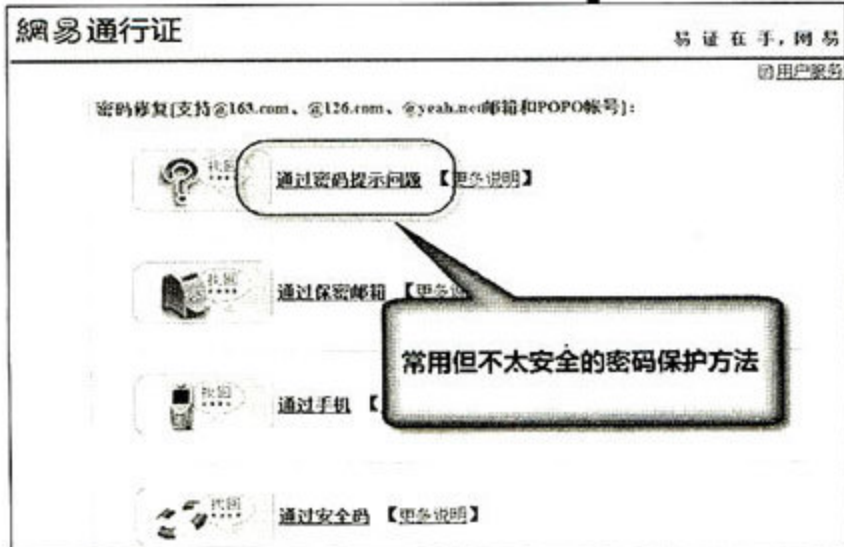 網易通行证
易 证 在 手，网 易
用户服务
密码修复[支持@163.com、@126.com、@yeah.net邮箱和POPO帐号]：
找回
通过密码提示问题 【更多说明】
找回
通过保密邮箱 【更多说
常用但不太安全的密码保护方法
找回
通过手机 【
找回
通过安全码 【更多说明】